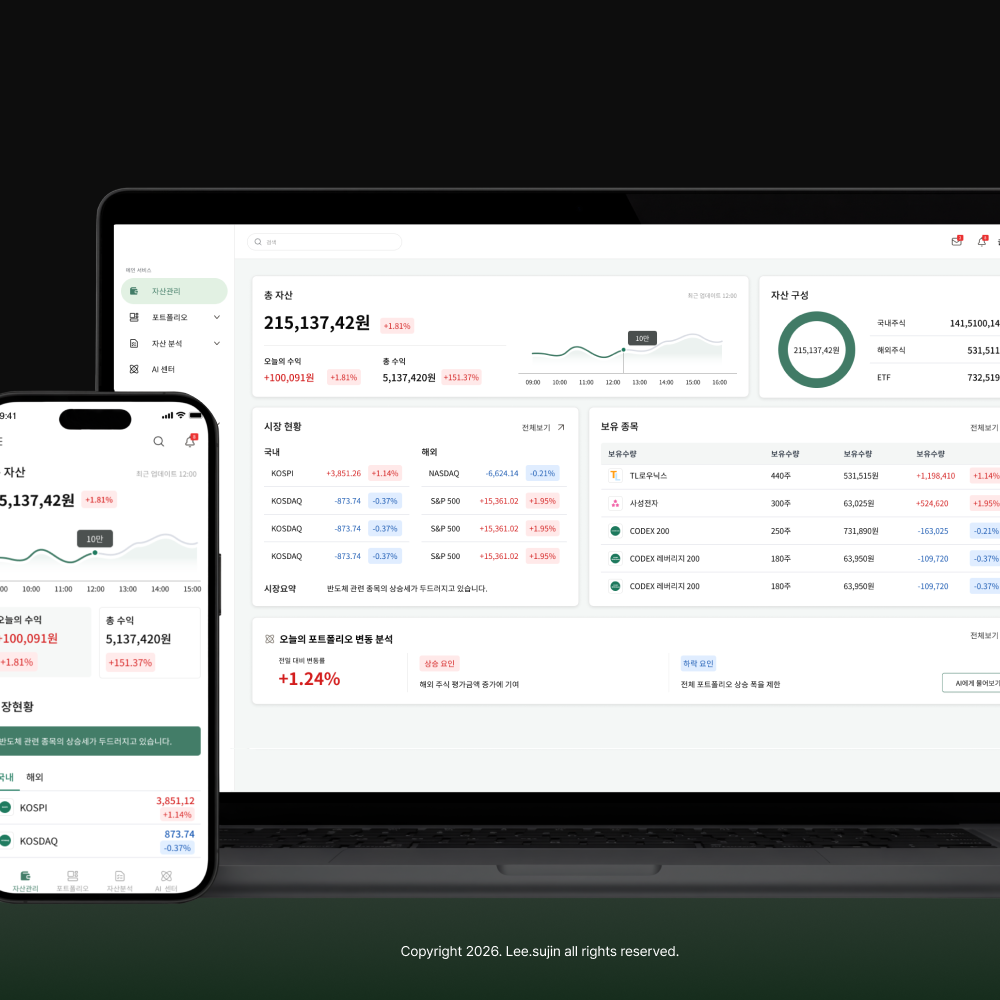 검색
메인 서비스
자산관리
포트폴리오
자산 분석
AI 센터
총 자산
최근 업데이트 12:00
215,137,42원 +1.81%
오늘의 수익
총 수익
+100,091원 +1.81%
5,137,420원 +151.37%
10만
09:00 10:00 11:00 12:00 13:00 14:00 15:00 16:00
자산 구성
215,137,42원
국내주식 141,5100,14
해외주식 531,511
ETF 732,519
시장 현황
전체보기
국내
해외
KOSPI +3,851.26 +1.14%
NASDAQ -6,624.14 -0.21%
KOSDAQ -873.74 -0.37%
S&P 500 +15,361.02 +1.95%
KOSDAQ -873.74 -0.37%
S&P 500 +15,361.02 +1.95%
KOSDAQ -873.74 -0.37%
S&P 500 +15,361.02 +1.95%
시장요약 반도체 관련 종목의 상승세가 두드러지고 있습니다.
보유 종목
전체보기
보유수량 보유수량 보유수량 보유수량
TL로우닉스 440주 531,515원 +1,198,410 +1.14%
사성전자 300주 63,025원 +524,620 +1.95%
CODEX 200 250주 731,890원 -163,025 -0.21%
CODEX 레버리지 200 180주 63,950원 -109,720 -0.37%
CODEX 레버리지 200 180주 63,950원 -109,720 -0.37%
오늘의 포트폴리오 변동 분석
전체보기
전일 대비 변동률
+1.24%
상승 요인
해외 주식 평가금액 증가에 기여
하락 요인
전체 포트폴리오 상승 폭을 제한
AI에게 물어보기
9:41
자산
최근 업데이트 12:00
5,137,42원 +1.81%
10만
00 10:00 11:00 12:00 13:00 14:00 15:00
오늘의 수익
총 수익
+100,091원
5,137,420원
+1.81%
+151.37%
장현황
반도체 관련 종목의 상승세가 두드러지고 있습니다.
국내 해외
KOSPI 3,851,12
+1.14%
KOSDAQ 873.74
-0.37%
자산관리 포트폴리오 자산분석 AI 센터
Copyright 2026. Lee.sujin all rights reserved.